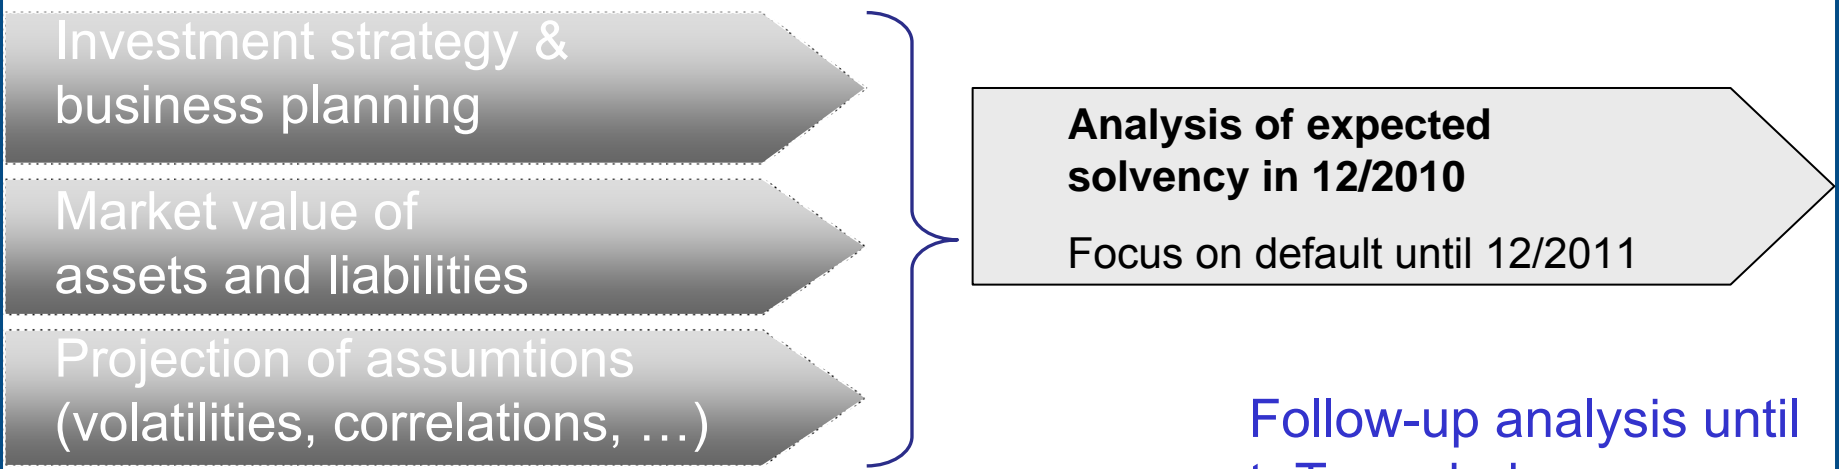 Investment strategy &
business planning
Market value of
assets and liabilities
Projection of assumtions
(volatilities, correlations, …)
Analysis of expected
solvency in 12/2010
Focus on default until 12/2011
Follow-up analysis until